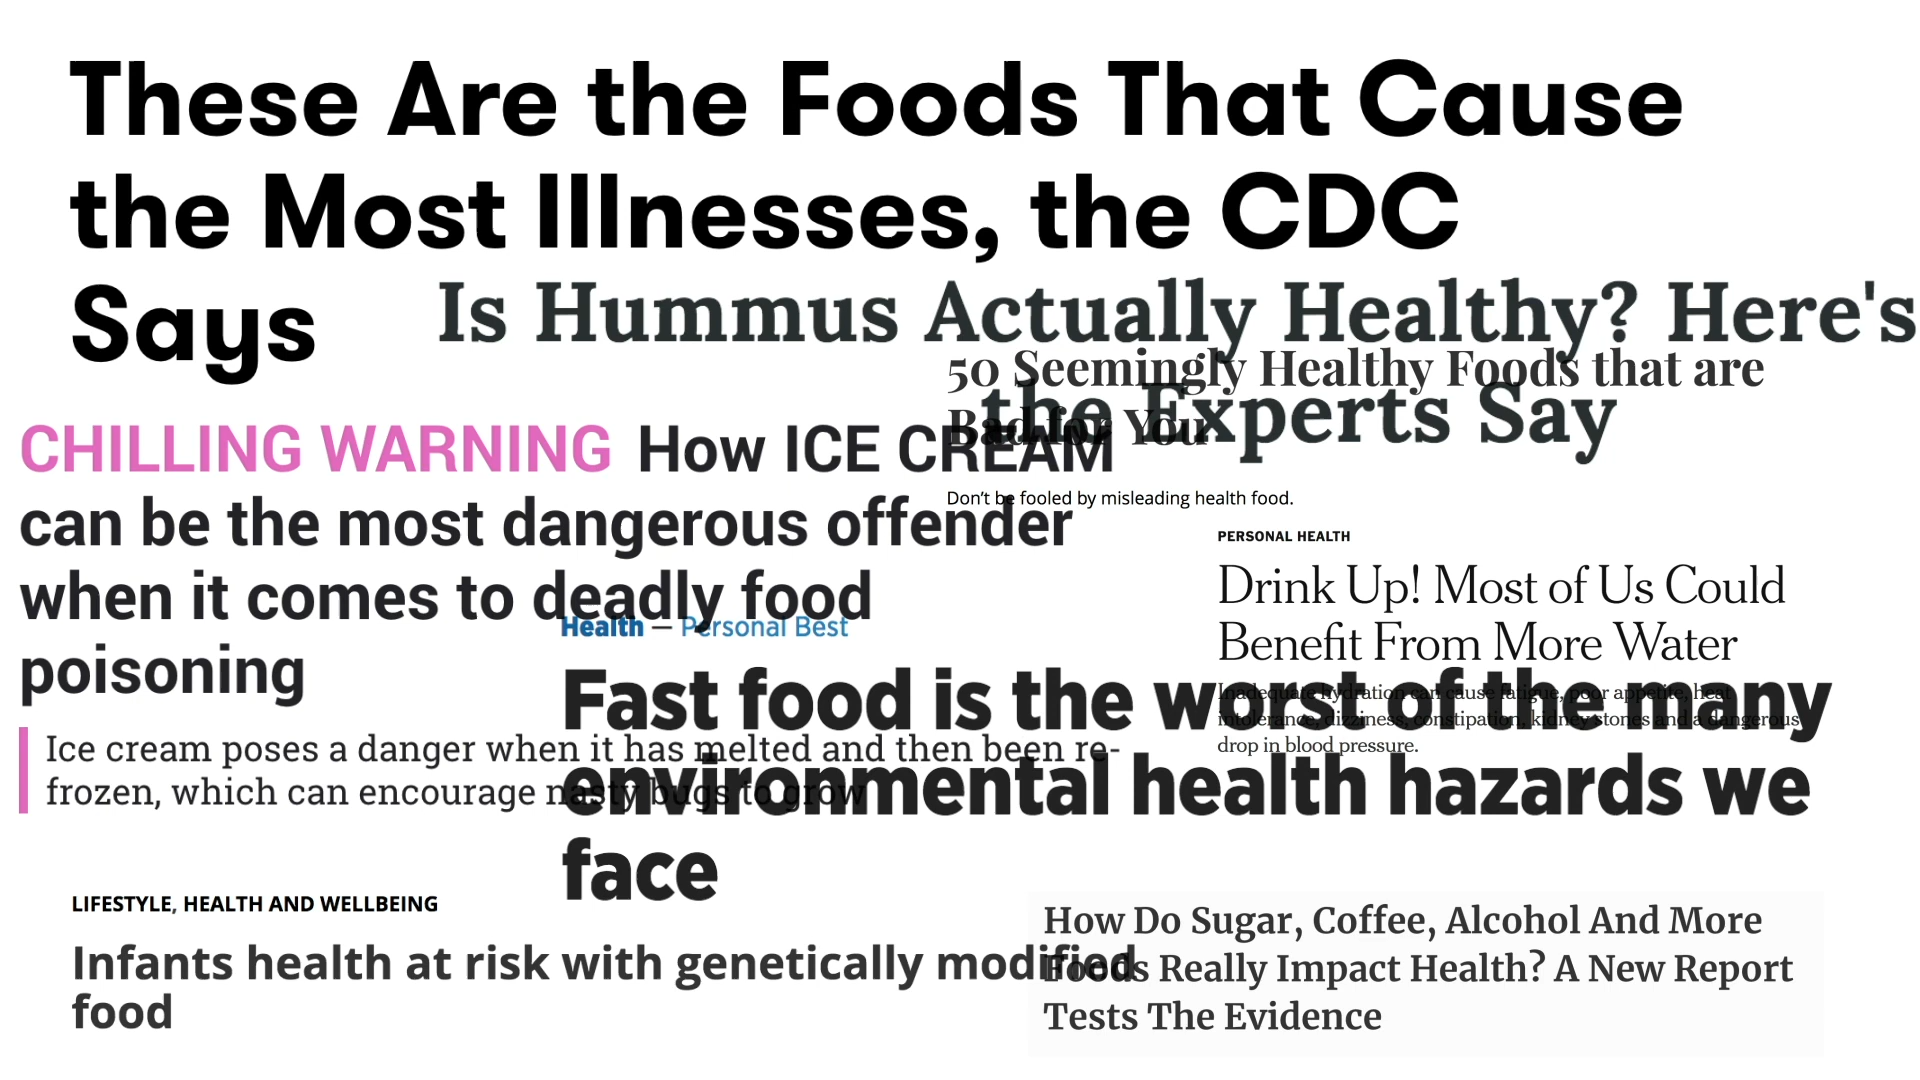 These Are the Foods That Cause
the Most Illnesses, the CDC
Says
Is Hummus Actually Healthy? Here's
the Experts Say
50 Seemingly Healthy Foods that are
Bad for You
Don't be fooled by misleading health food.
CHILLING WARNING How ICE CREAM
can be the most dangerous offender
when it comes to deadly food
poisoning
Ice cream poses a danger when it has melted and then been re-
frozen, which can encourage nasty bugs to grow
PERSONAL HEALTH
Drink Up! Most of Us Could
Benefit From More Water
Inadequate hydration can cause fatigue, poor appetite, heat
intolerance, dizziness, constipation, kidney stones and a dangerous
drop in blood pressure.
Health — Personal Best
Fast food is the worst of the many
environmental health hazards we
face
LIFESTYLE, HEALTH AND WELLBEING
Infants health at risk with genetically modified
food
How Do Sugar, Coffee, Alcohol And More
Foods Really Impact Health? A New Report
Tests The Evidence